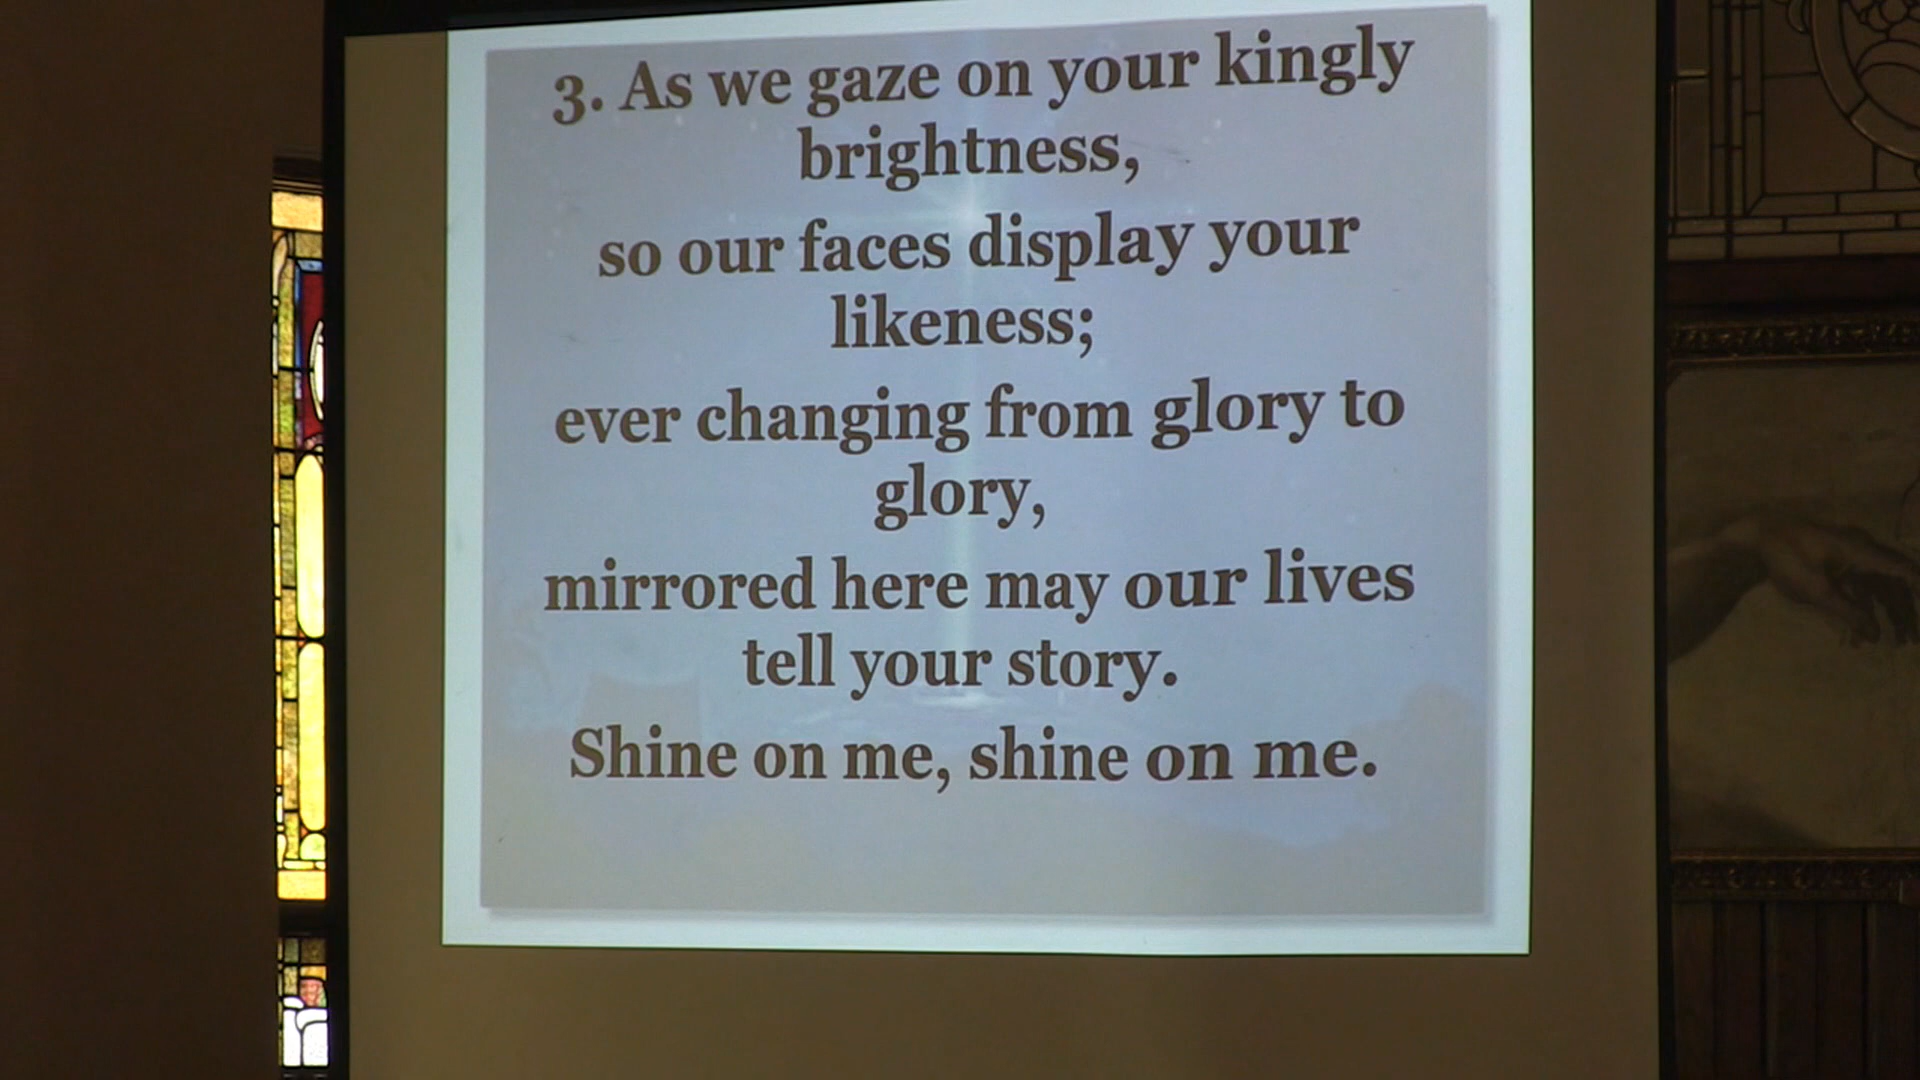 3. As we gaze on your kingly
brightness,
so our faces display your
likeness;
ever changing from glory to
glory,
mirrored here may our lives
tell your story.
Shine on me, shine on me.